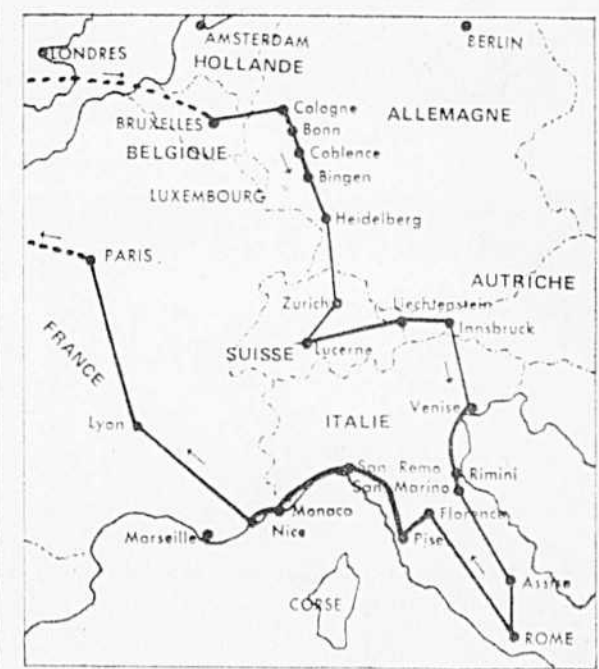 LONDRES
AMSTERDAM
BERLIN
HOLLANDE
Cologne
ALLEMAGNE
BRUXELLES
Bonn
BELGIQUE
Coblence
Bingen
LUXEMBOURG
Heidelberg
PARIS
AUTRICHE
Zurich
Liechtenstein
Innsbruck
FRANCE
SUISSE
Lucerne
Venise
ITALIE
Lyon
San Remo
Rimini
San Marino
Monaco
Florence
Nice
Marseille
Pise
Assise
CORSE
ROME